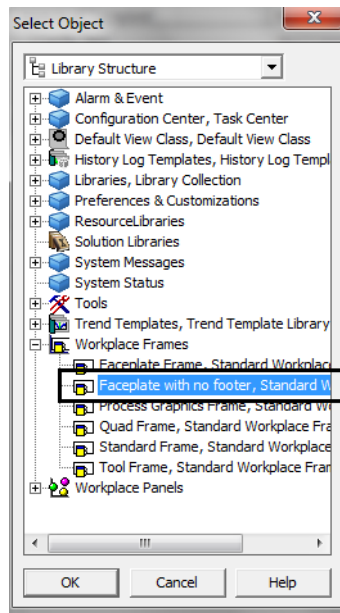 Select Object
Library Structure
Alarm & Event
Configuration Center, Task Center
Default View Class, Default View Class
History Log Templates, History Log Templ
Libraries, Library Collection
Preferences & Customizations
ResourceLibraries
Solution Libraries
System Messages
System Status
Tools
Trend Templates, Trend Template Library
Workplace Frames
Faceplate Frame, Standard Workplac
Faceplate with no footer, Standard W
Process Graphics Frame, Standard Wo
Quad Frame, Standard Workplace Fra
Standard Frame, Standard Workplace
Tool Frame, Standard Workplace Fran
Workplace Panels
OK Cancel Help